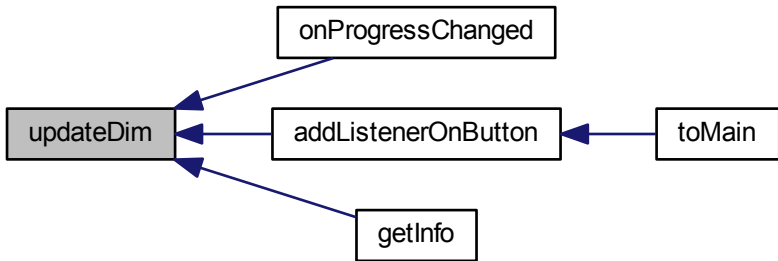 onProgressChanged
updateDim
addListenerOnButton
toMain
getInfo